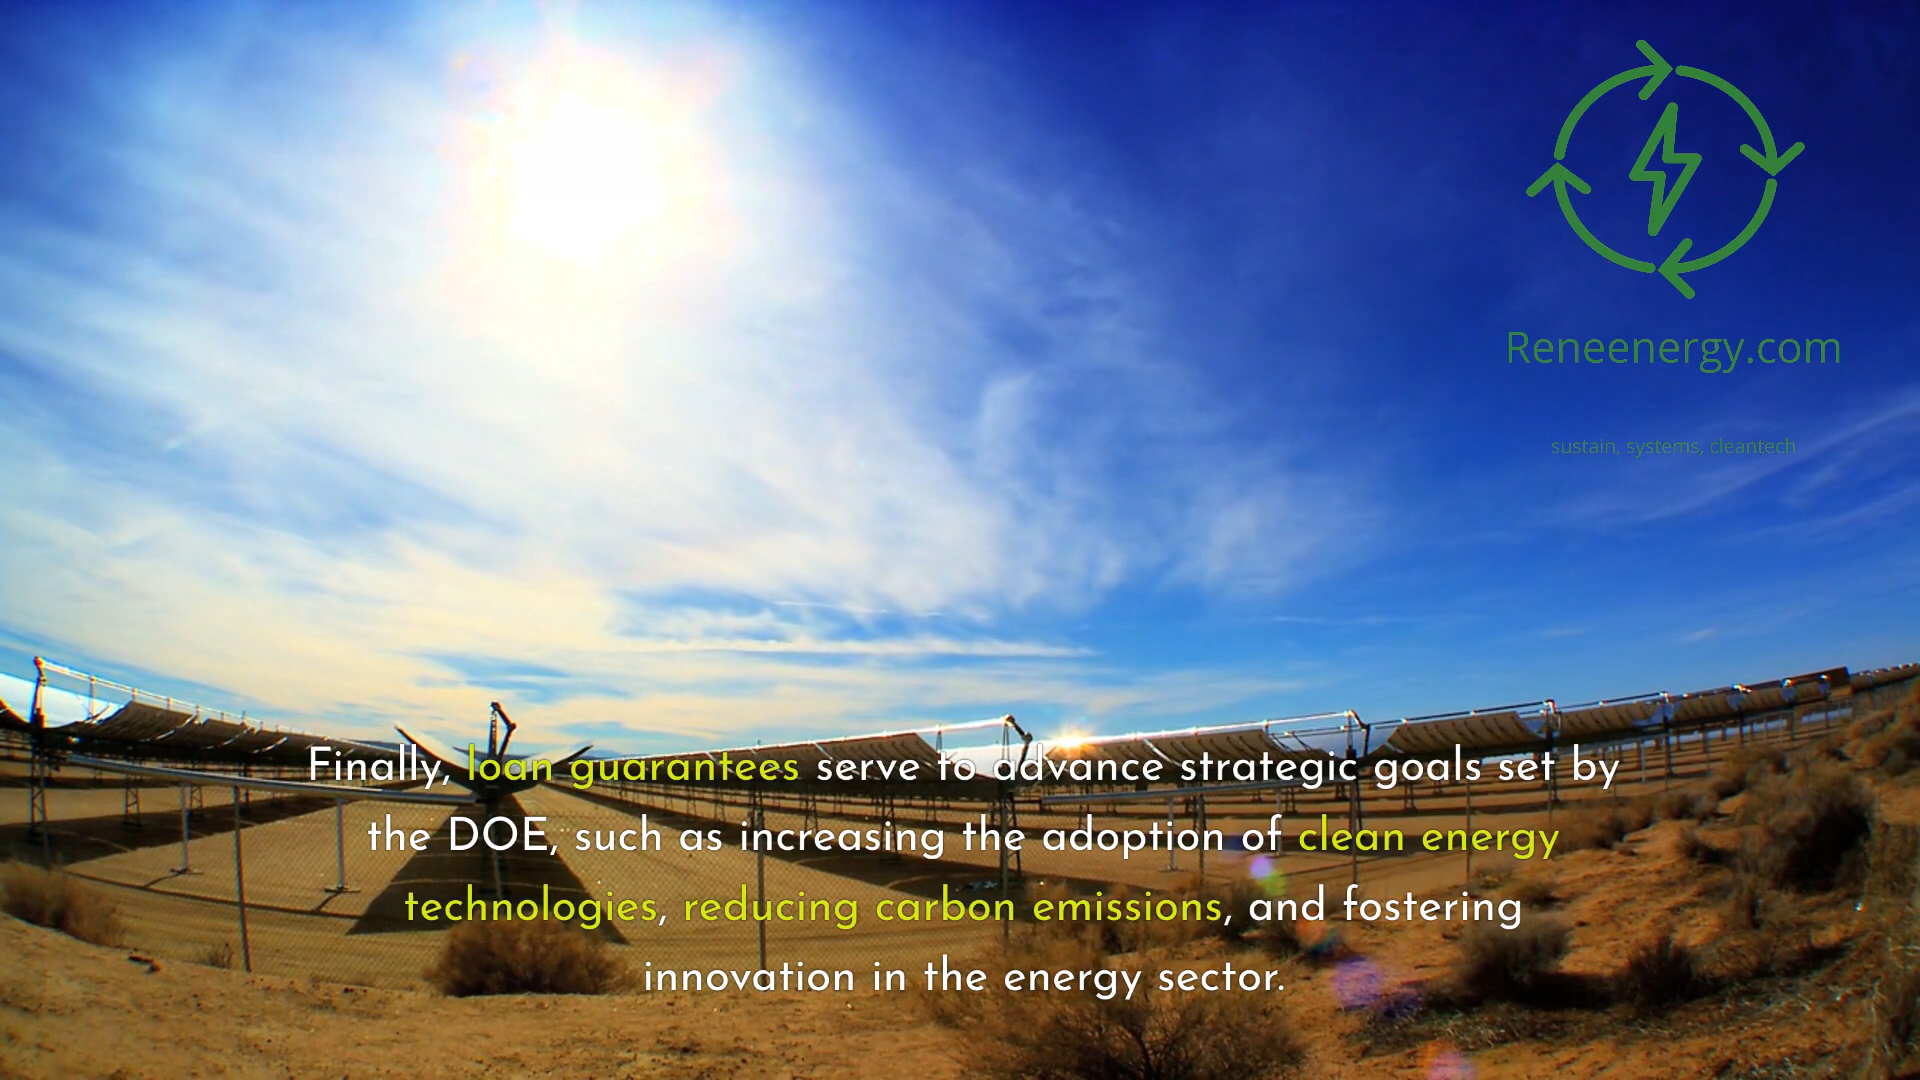 Reneenergy.com
sustain, systems, cleantech
Finally, loan guarantees serve to advance strategic goals set by
the DOE, such as increasing the adoption of clean energy
technologies, reducing carbon emissions, and fostering
innovation in the energy sector.